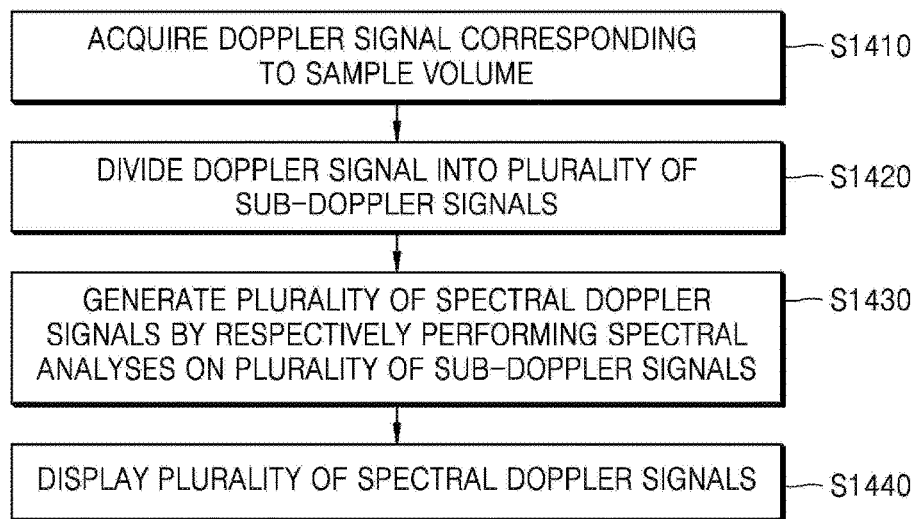 ACQUIRE DOPPLER SIGNAL CORRESPONDING
TO SAMPLE VOLUME
S1410
DIVIDE DOPPLER SIGNAL INTO PLURALITY OF
SUB-DOPPLER SIGNALS
S1420
GENERATE PLURALITY OF SPECTRAL DOPPLER
SIGNALS BY RESPECTIVELY PERFORMING SPECTRAL
ANALYSES ON PLURALITY OF SUB-DOPPLER SIGNALS
S1430
DISPLAY PLURALITY OF SPECTRAL DOPPLER SIGNALS
S1440